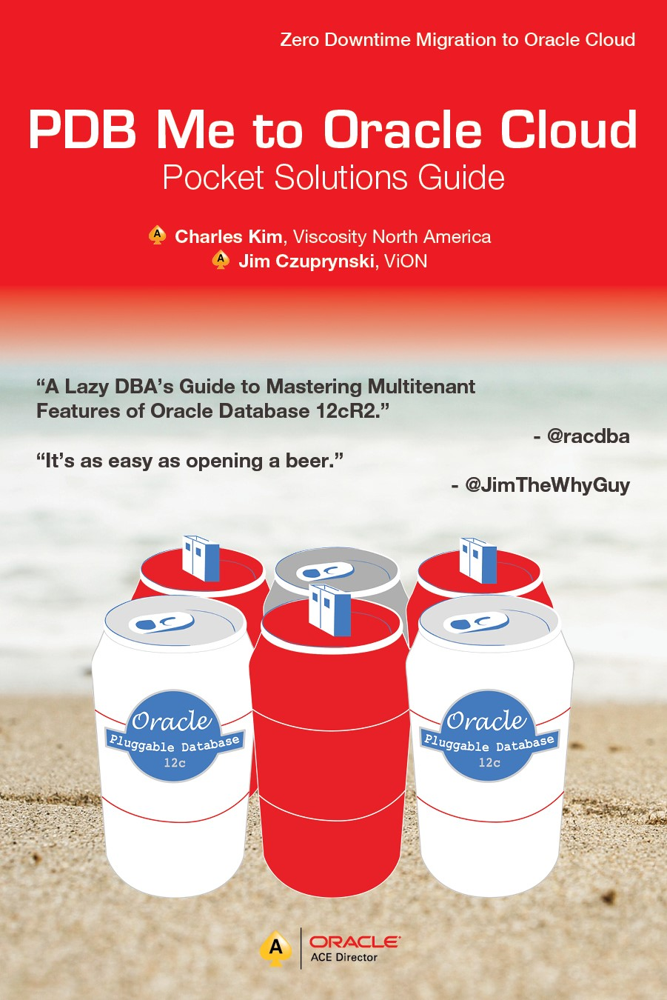 Zero Downtime Migration to Oracle Cloud
PDB Me to Oracle Cloud
Pocket Solutions Guide
A Charles Kim, Viscosity North America
A Jim Czuprynski, ViON
“A Lazy DBA’s Guide to Mastering Multitenant
Features of Oracle Database 12cR2.”
- @racdba
“It’s as easy as opening a beer.”
- @JimTheWhyGuy
Oracle
Pluggable Database
12c
Oracle
Pluggable Database
12c
A
ORACLE
ACE Director